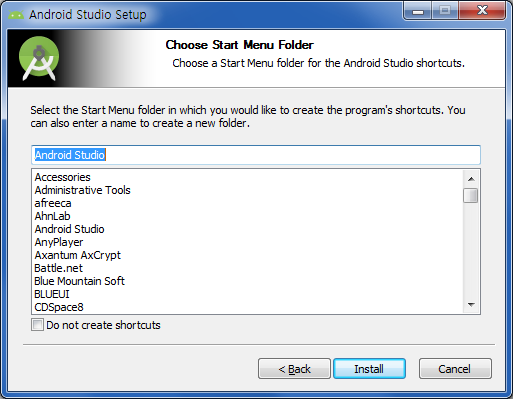 Android Studio Setup
Choose Start Menu Folder
Choose a Start Menu folder for the Android Studio shortcuts.
Select the Start Menu folder in which you would like to create the program's shortcuts. You
can also enter a name to create a new folder.
Android Studio
Accessories
Administrative Tools
afreeca
AhnLab
Android Studio
AnyPlayer
Axantum AxCrypt
Battle.net
Blue Mountain Soft
BLUEUI
CDSpace8
Do not create shortcuts
< Back
Install
Cancel